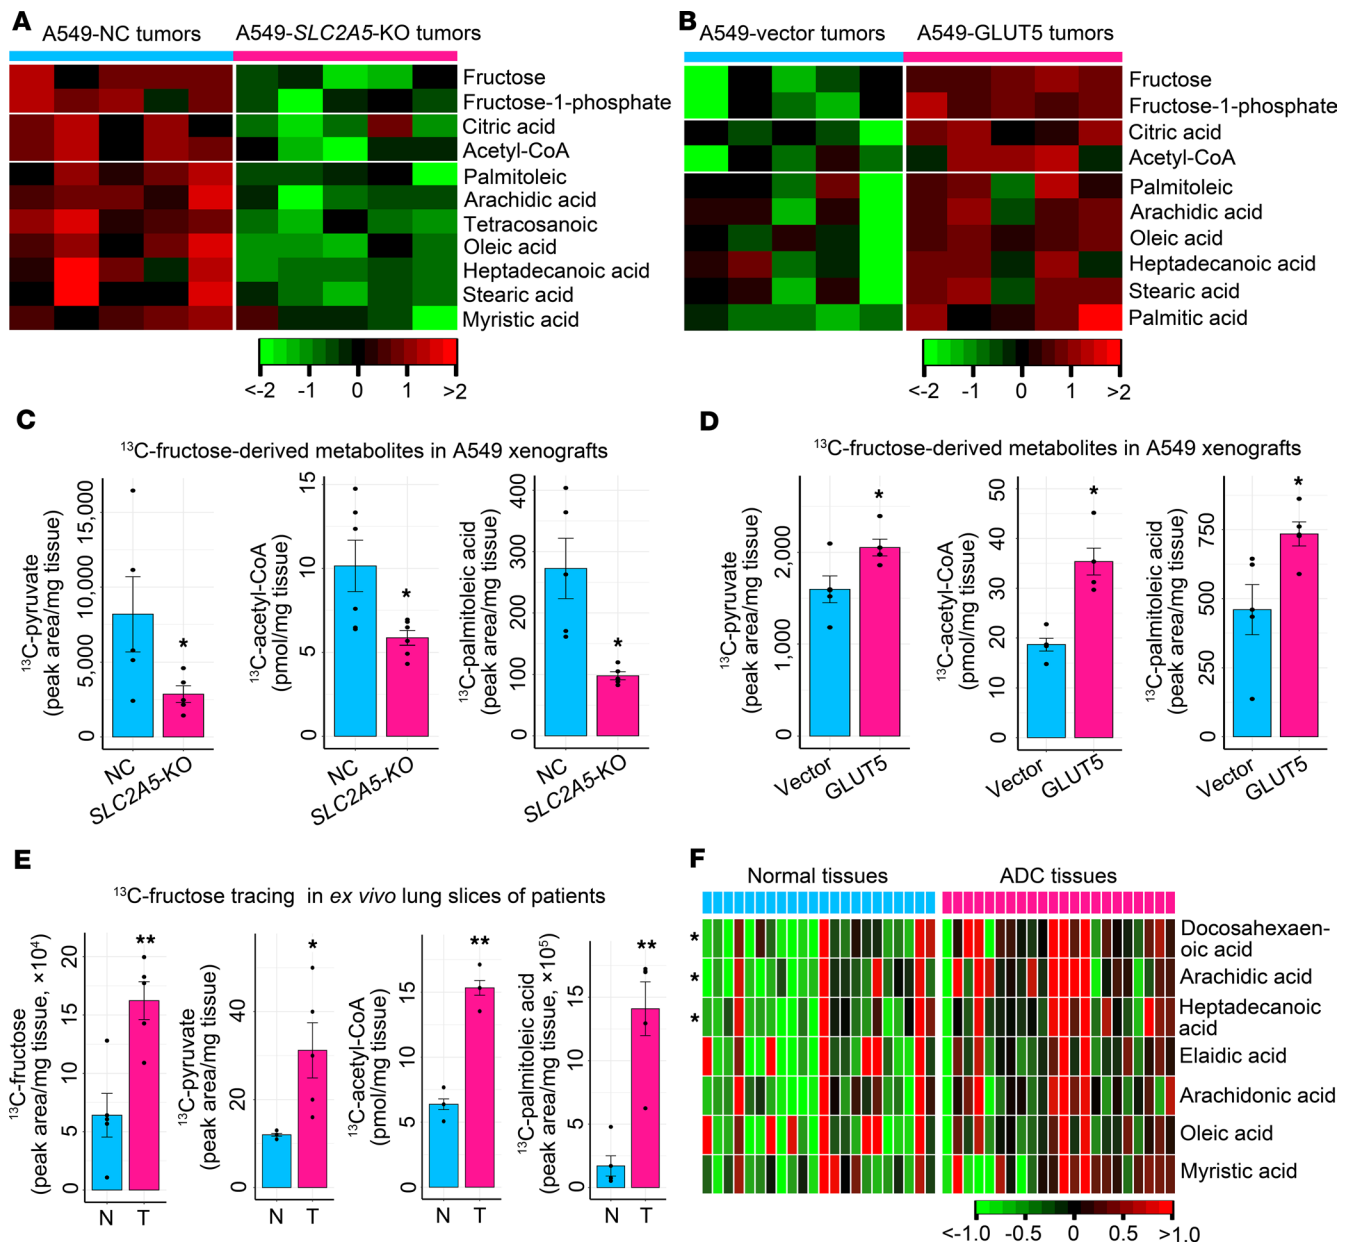 A
A549-NC tumors
A549-SLC2A5-KO tumors
Fructose
Fructose-1-phosphate
Citric acid
Acetyl-CoA
Palmitoleic
Arachidic acid
Tetracosanoic
Oleic acid
Heptadecanoic acid
Stearic acid
Myristic acid
<-2 -1 0 1 >2
B
A549-vector tumors
A549-GLUT5 tumors
Fructose
Fructose-1-phosphate
Citric acid
Acetyl-CoA
Palmitoleic
Arachidic acid
Oleic acid
Heptadecanoic acid
Stearic acid
Palmitic acid
<-2 -1 0 1 >2
C
¹³C-fructose-derived metabolites in A549 xenografts
¹³C-pyruvate
(peak area/mg tissue)
15,000
10,000
5,000
0
*
NC
SLC2A5-KO
¹³C-acetyl-CoA
(pmol/mg tissue)
15
10
5
0
*
NC
SLC2A5-KO
¹³C-palmitoleic acid
(peak area/mg tissue)
400
300
200
100
0
*
NC
SLC2A5-KO
D
¹³C-fructose-derived metabolites in A549 xenografts
¹³C-pyruvate
(peak area/mg tissue)
2,000
1,000
0
*
Vector
GLUT5
¹³C-acetyl-CoA
(pmol/mg tissue)
50
40
30
20
10
0
*
Vector
GLUT5
¹³C-palmitoleic acid
(peak area/mg tissue)
750
500
250
0
*
Vector
GLUT5
E
¹³C-fructose tracing in ex vivo lung slices of patients
¹³C-fructose
(peak area/mg tissue, ×10⁴)
20
15
10
5
0
**
N T
¹³C-pyruvate
(peak area/mg tissue)
40
20
0
*
N T
¹³C-acetyl-CoA
(pmol/mg tissue)
15
10
5
0
**
N T
¹³C-palmitoleic acid
(peak area/mg tissue, ×10⁵)
15
10
5
0
**
N T
F
Normal tissues
ADC tissues
* Docosahexaen-
oic acid
* Arachidic acid
* Heptadecanoic
acid
Elaidic acid
Arachidonic acid
Oleic acid
Myristic acid
<-1.0 -0.5 0 0.5 >1.0